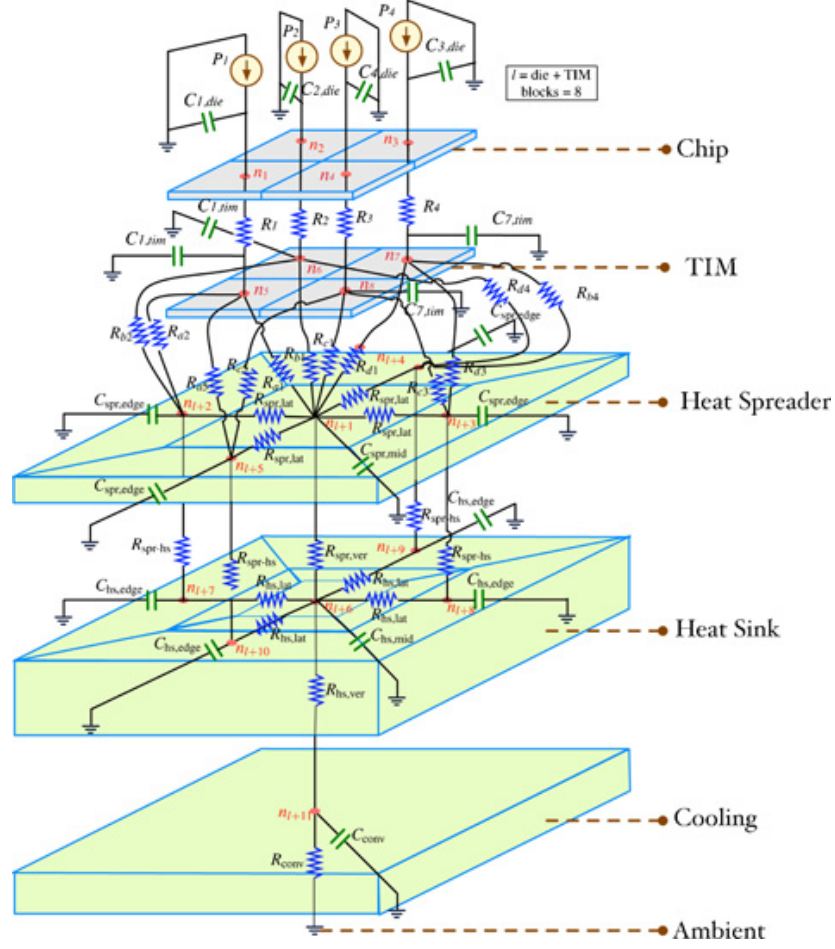 P1
P2
P3
P4
C3,die
C1,die
C2,die
C4,die
l = die + TIM
blocks = 8
n2
n3
Chip
n1
n4
C1,tim
R1
R2
R3
R4
C1,tim
C7,tim
n6
n7
TIM
n5
n8
C7,tim
Rd4
Rb4
Cspr,edge
Rb2
Ra2
Rb1
Rc1
Rd1
nl+4
Ra1
Rc3
Rd3
Cspr,edge
nl+2
Rspr,lat
nl+1
Rspr,lat
nl+3
Cspr,edge
Heat Spreader
Rspr,lat
nl+5
Cspr,mid
Cspr,edge
Chs,edge
Rspr-hs
nl+9
Rspr-hs
Rspr-hs
Rspr,ver
Rspr-hs
Chs,edge
nl+7
Rhs,lat
Rhs,lat
nl+6
nl+8
Chs,edge
Rhs,lat
Heat Sink
Chs,edge
nl+10
Rhs,lat
Chs,mid
Rhs,ver
nl+11
Cooling
Cconv
Rconv
Ambient